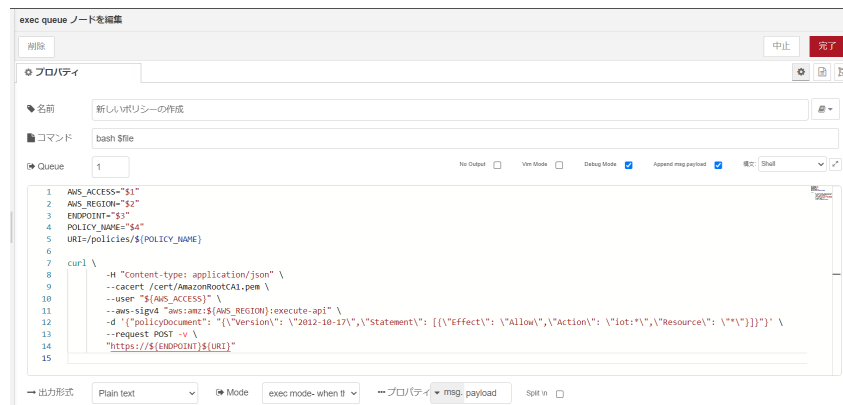 exec queue ノードを編集
削除
中止 完了
プロパティ
名前 新しいポリシーの作成
コマンド bash $file
Queue 1 No Output Vim Mode Debug Mode Append msg.payload 構文: Shell
1 AWS_ACCESS="$1"
2 AWS_REGION="$2"
3 ENDPOINT="$3"
4 POLICY_NAME="$4"
5 URI=/policies/${POLICY_NAME}
6
7 curl \
8 -H "Content-type: application/json" \
9 --cacert /cert/AmazonRootCA1.pem \
10 --user "${AWS_ACCESS}" \
11 --aws-sigv4 "aws:amz:${AWS_REGION}:execute-api" \
12 -d '{"policyDocument": "{\"Version\": \"2012-10-17\",\"Statement\": [{\"Effect\": \"Allow\",\"Action\": \"iot:*\",\"Resource\": \"*\"}]}"}' \
13 --request POST -v \
14 "https://${ENDPOINT}${URI}"
15
出力形式 Plain text Mode exec mode- when tl プロパティ msg. payload Split \n